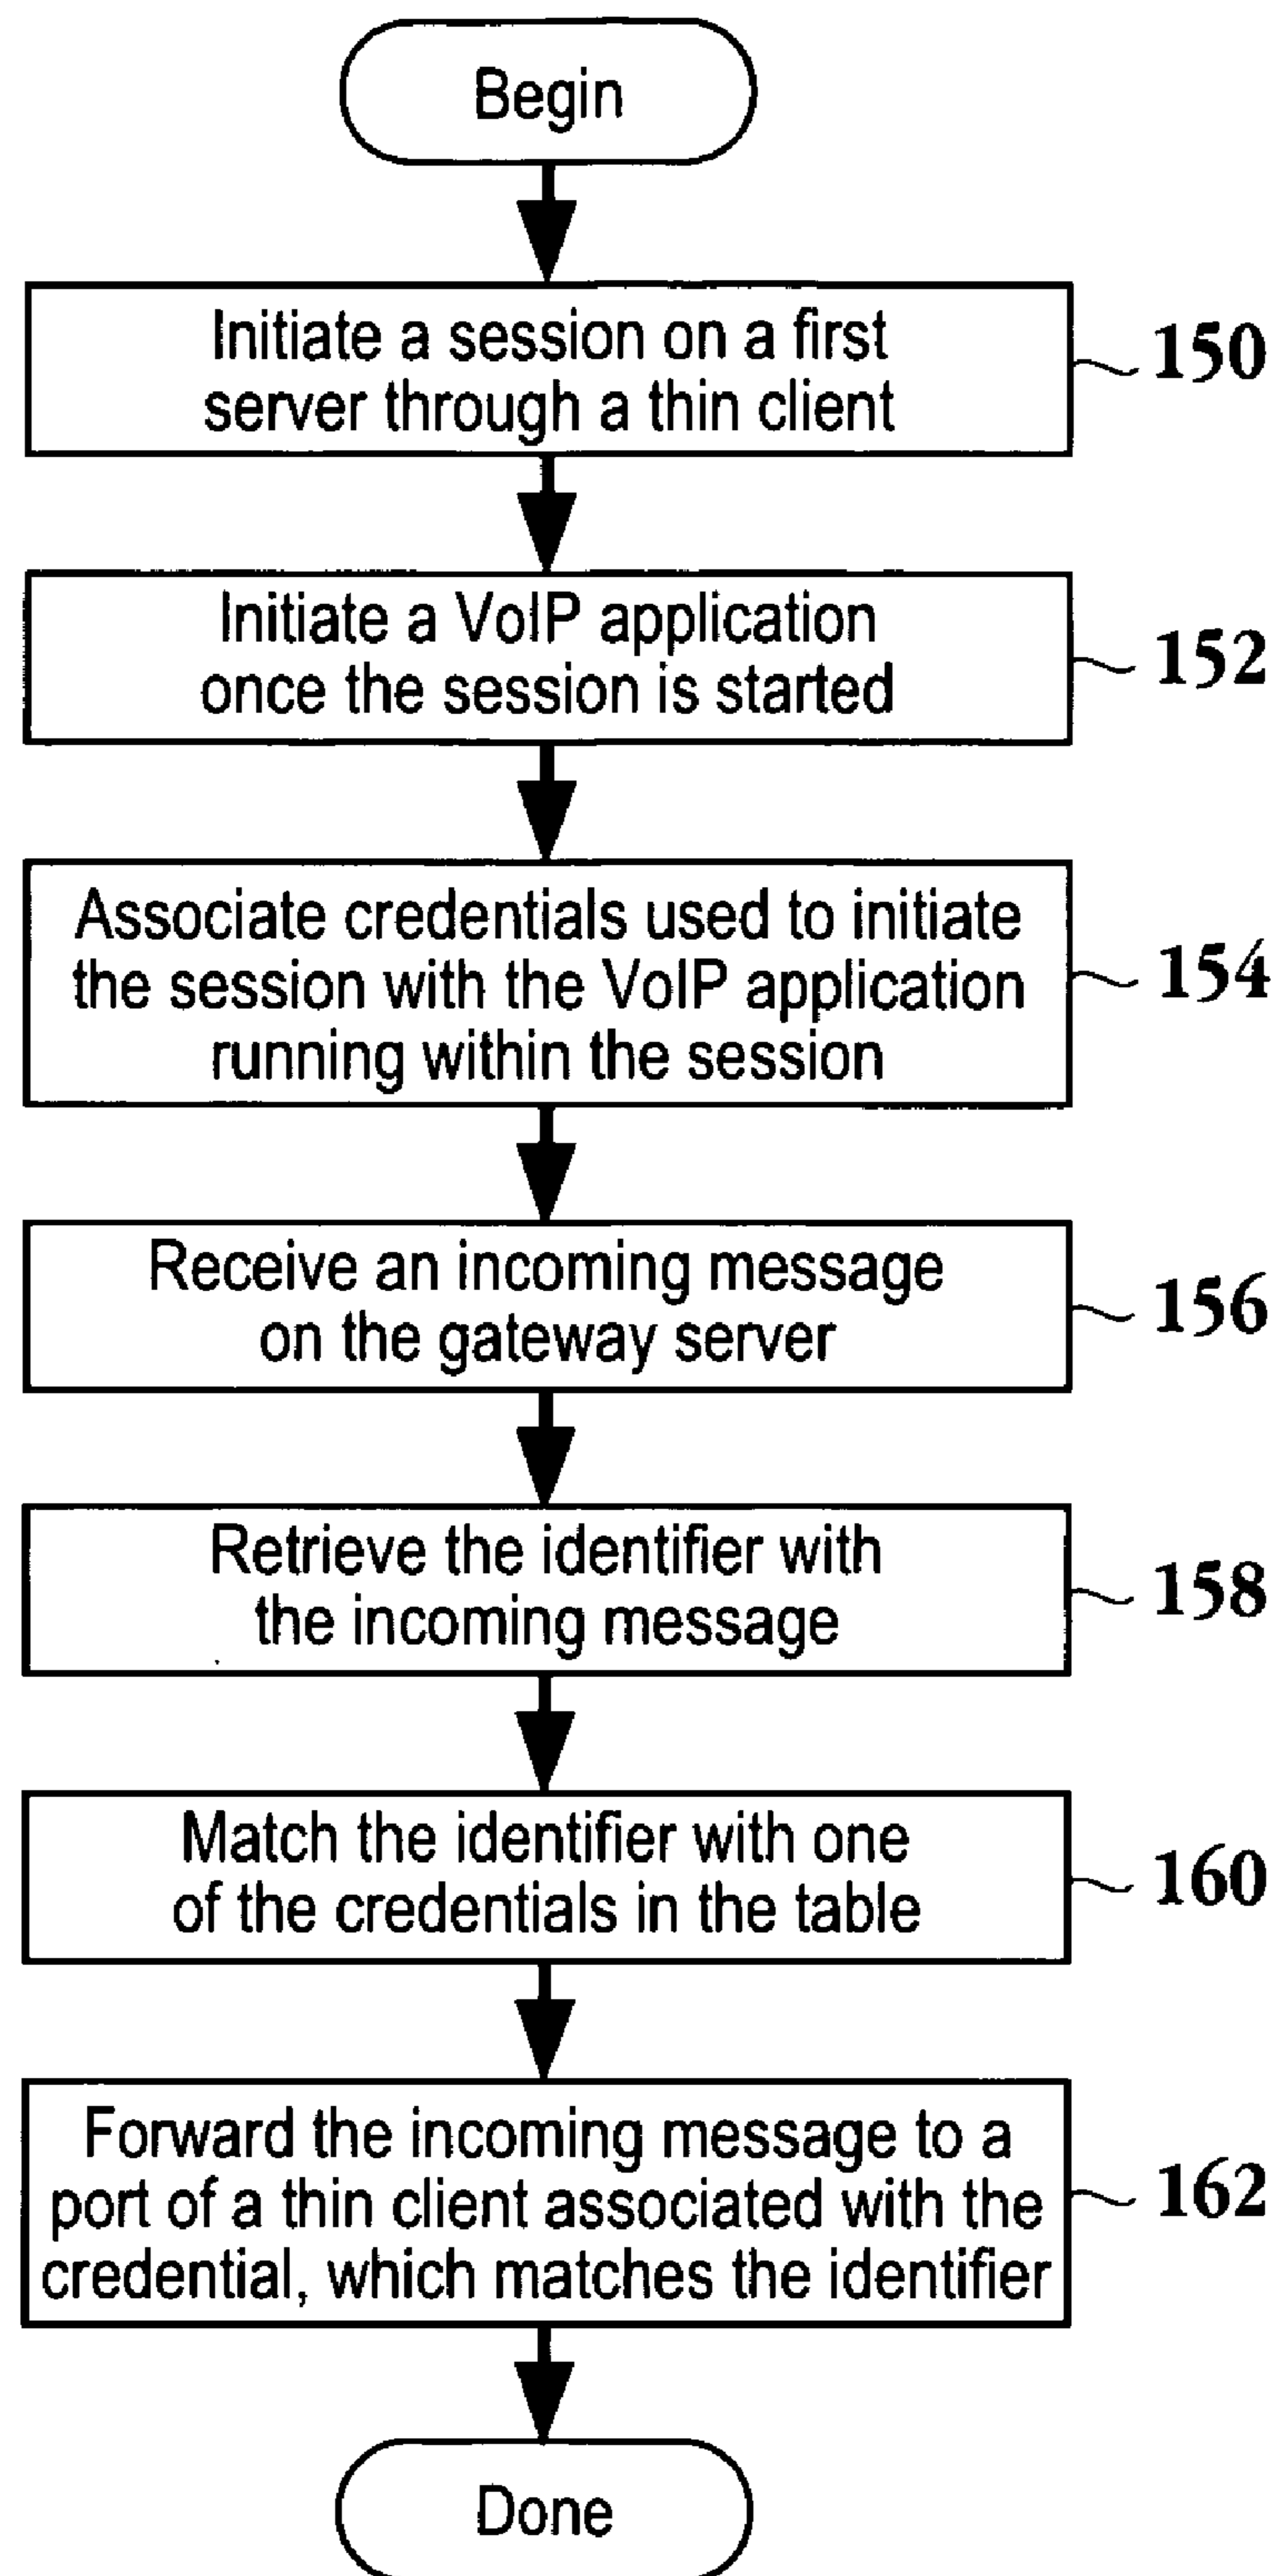 Begin
Initiate a session on a first
server through a thin client
150
Initiate a VoIP application
once the session is started
152
Associate credentials used to initiate
the session with the VoIP application
running within the session
154
Receive an incoming message
on the gateway server
156
Retrieve the identifier with
the incoming message
158
Match the identifier with one
of the credentials in the table
160
Forward the incoming message to a
port of a thin client associated with the
credential, which matches the identifier
162
Done